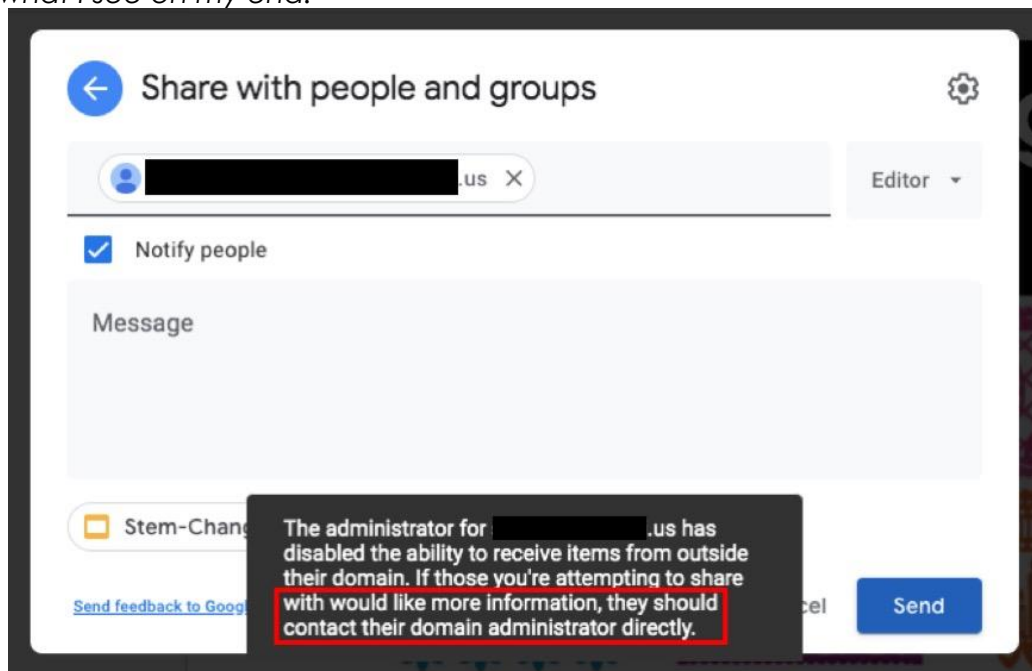 what I see on my end:
Share with people and groups
.us
Editor
Notify people
Message
Stem-Chang
The administrator for .us has
disabled the ability to receive items from outside
their domain. If those you're attempting to share
with would like more information, they should
contact their domain administrator directly.
Send feedback to Googl
cel
Send